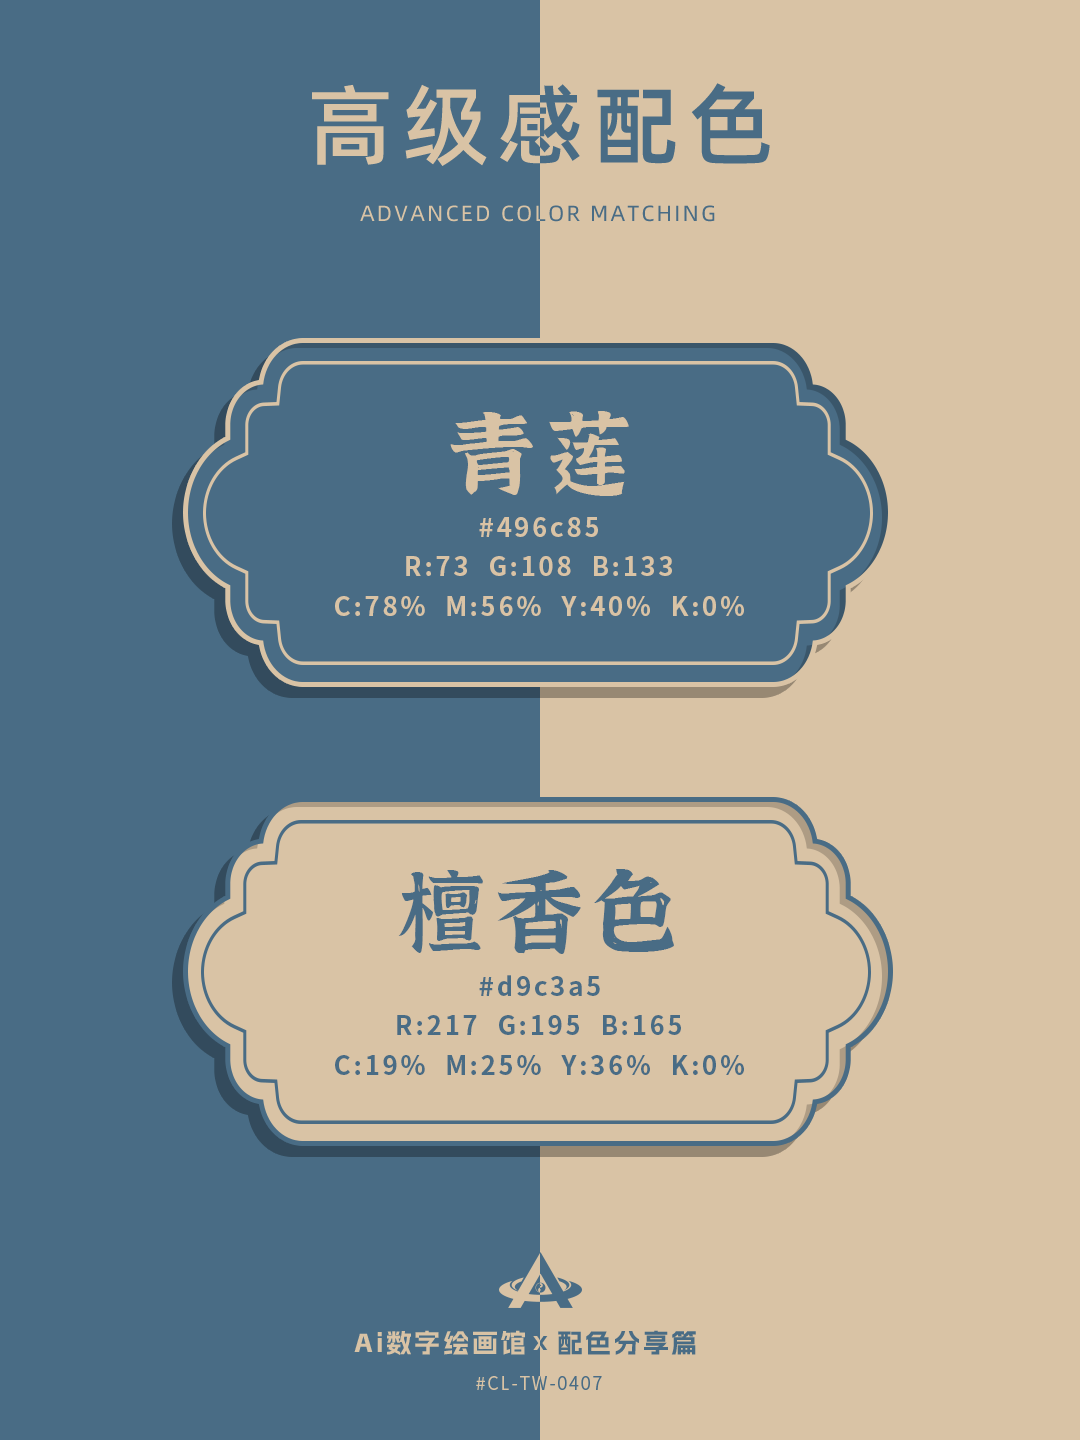 高级感配色
ADVANCED COLOR MATCHING
青莲
#496c85
R:73 G:108 B:133
C:78% M:56% Y:40% K:0%
檀香色
#d9c3a5
R:217 G:195 B:165
C:19% M:25% Y:36% K:0%
Ai数字绘画馆 x 配色分享篇
#CL-TW-0407